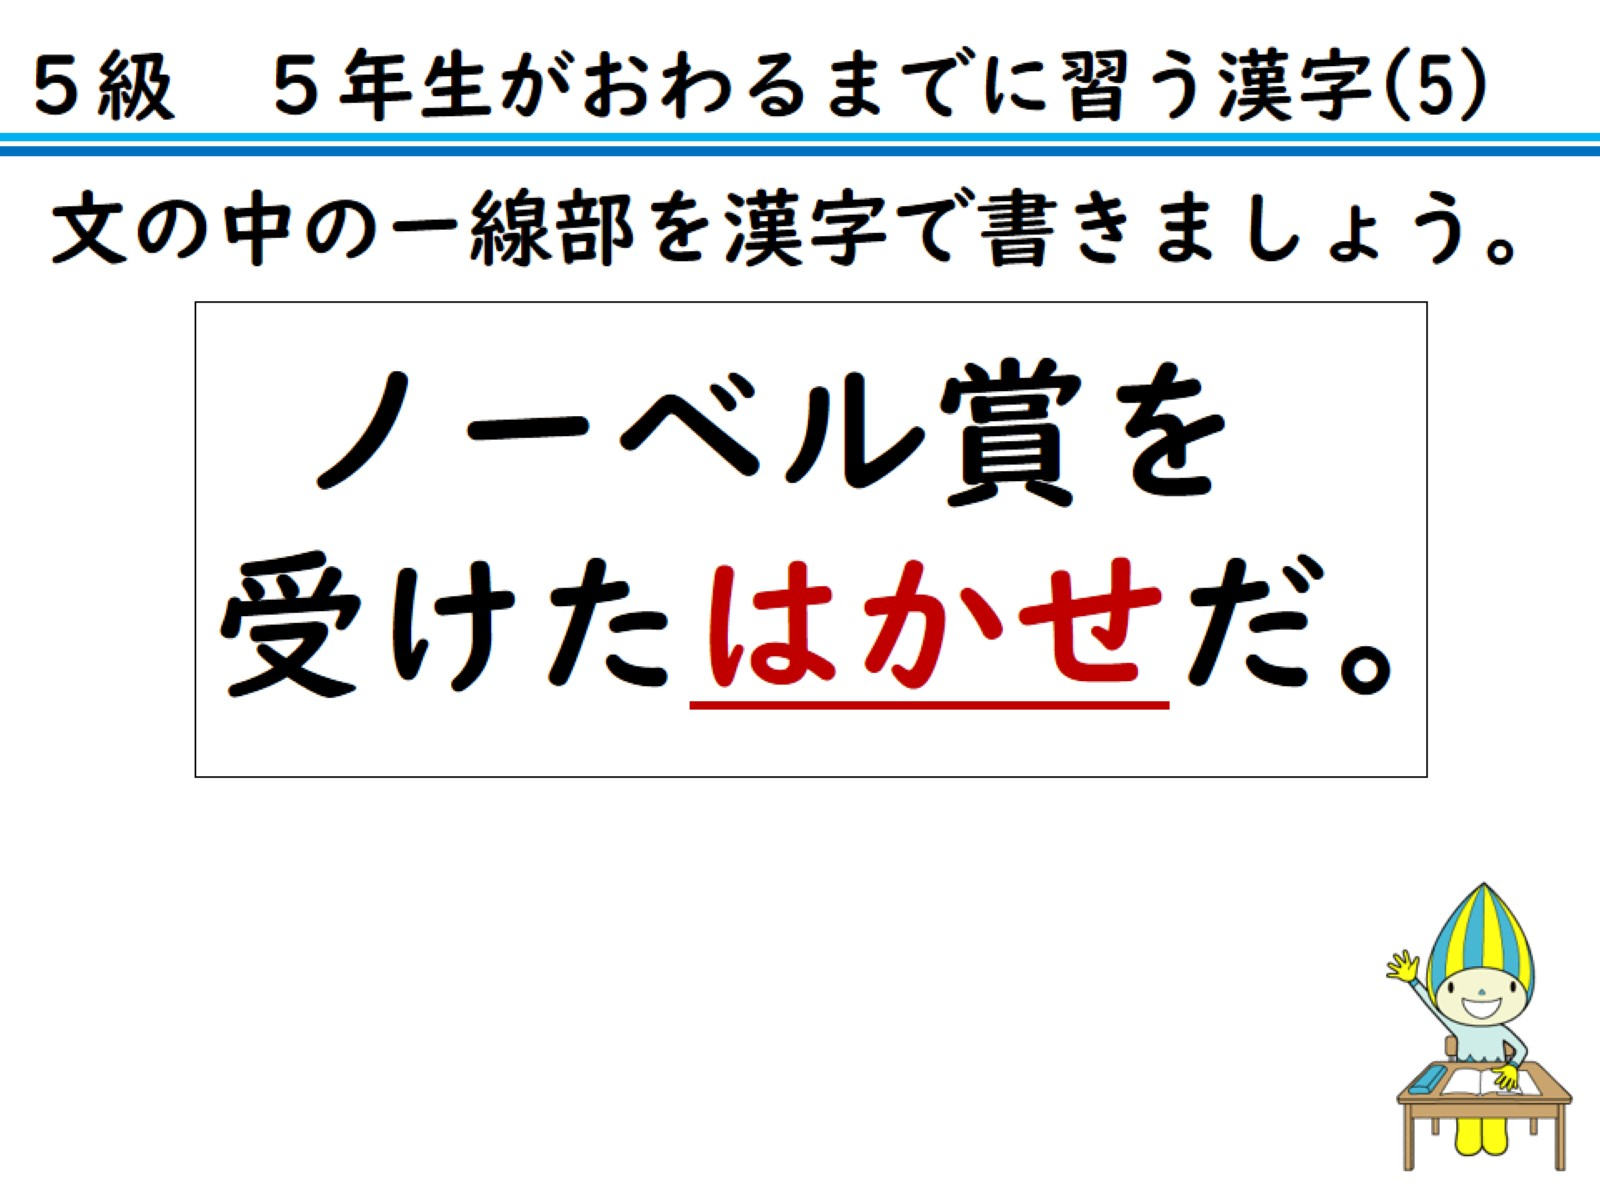 ５級　５年生がおわるまでに習う漢字(5)
文の中の―線部を漢字で書きましょう。
ノーベル賞を
受けたはかせだ。